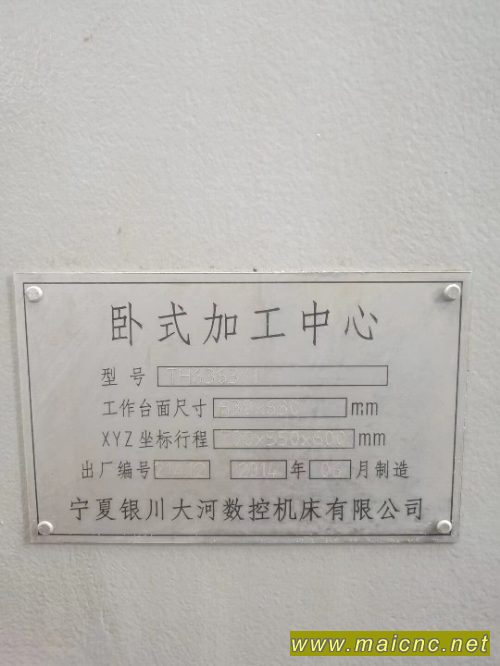 卧式加工中心
型号
工作台面尺寸 mm
XYZ坐标行程 mm
出厂编号 2014 年 06 月制造
宁夏银川大河数控机床有限公司
www.maicnc.net